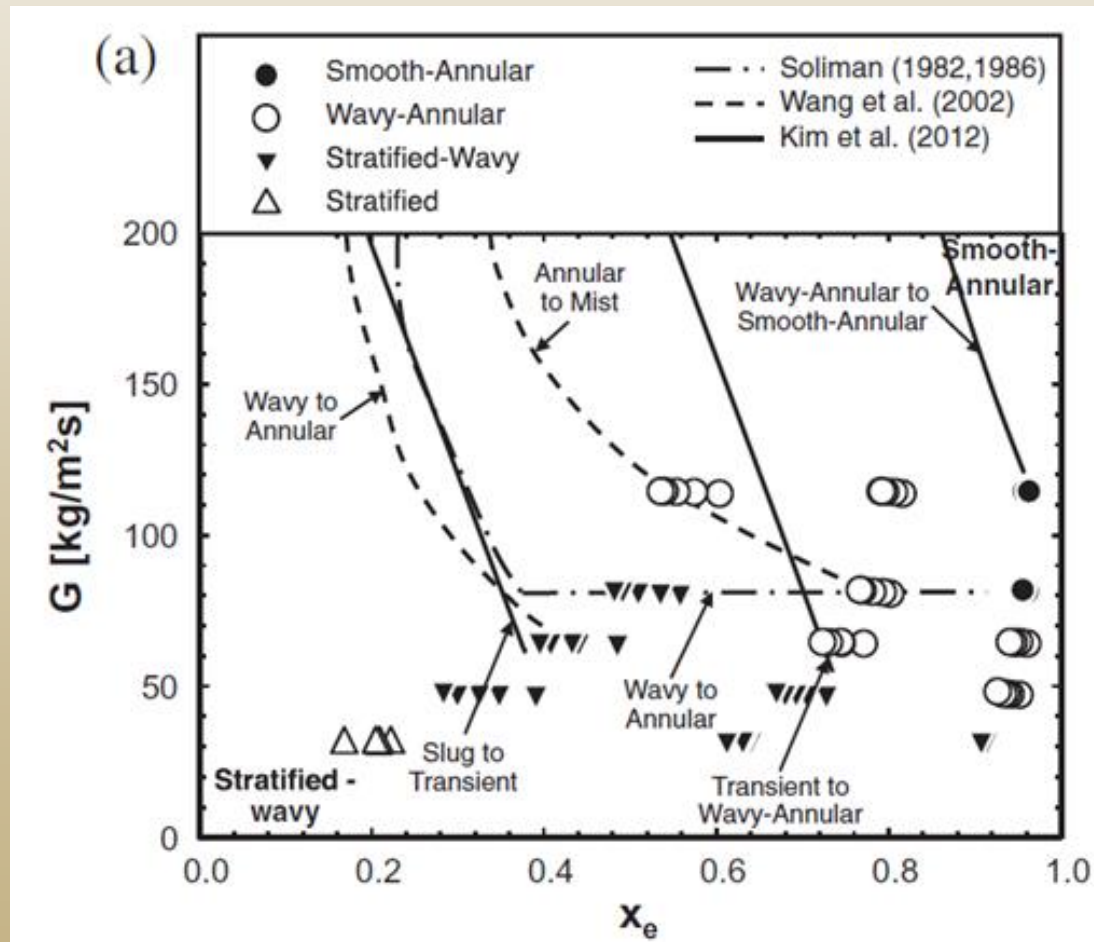 (a)
Smooth-Annular
Wavy-Annular
Stratified-Wavy
Stratified
Soliman (1982,1986)
Wang et al. (2002)
Kim et al. (2012)
200
150
100
50
0
G [kg/m²s]
Smooth-
Annular
Annular
to Mist
Wavy-Annular to
Smooth-Annular
Wavy to
Annular
Wavy to
Annular
Slug to
Transient
Transient to
Wavy-Annular
Stratified -
wavy
0.0
0.2
0.4
0.6
0.8
1.0
xₑ